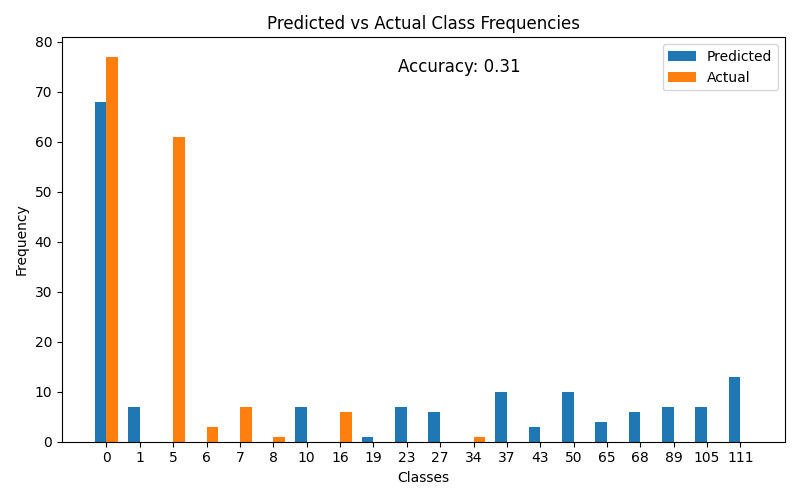 Predicted vs Actual Class Frequencies
Accuracy: 0.31
Predicted
Actual
80
70
60
50
40
30
20
10
0
Frequency
0 1 5 6 7 8 10 16 19 23 27 34 37 43 50 65 68 89 105 111
Classes